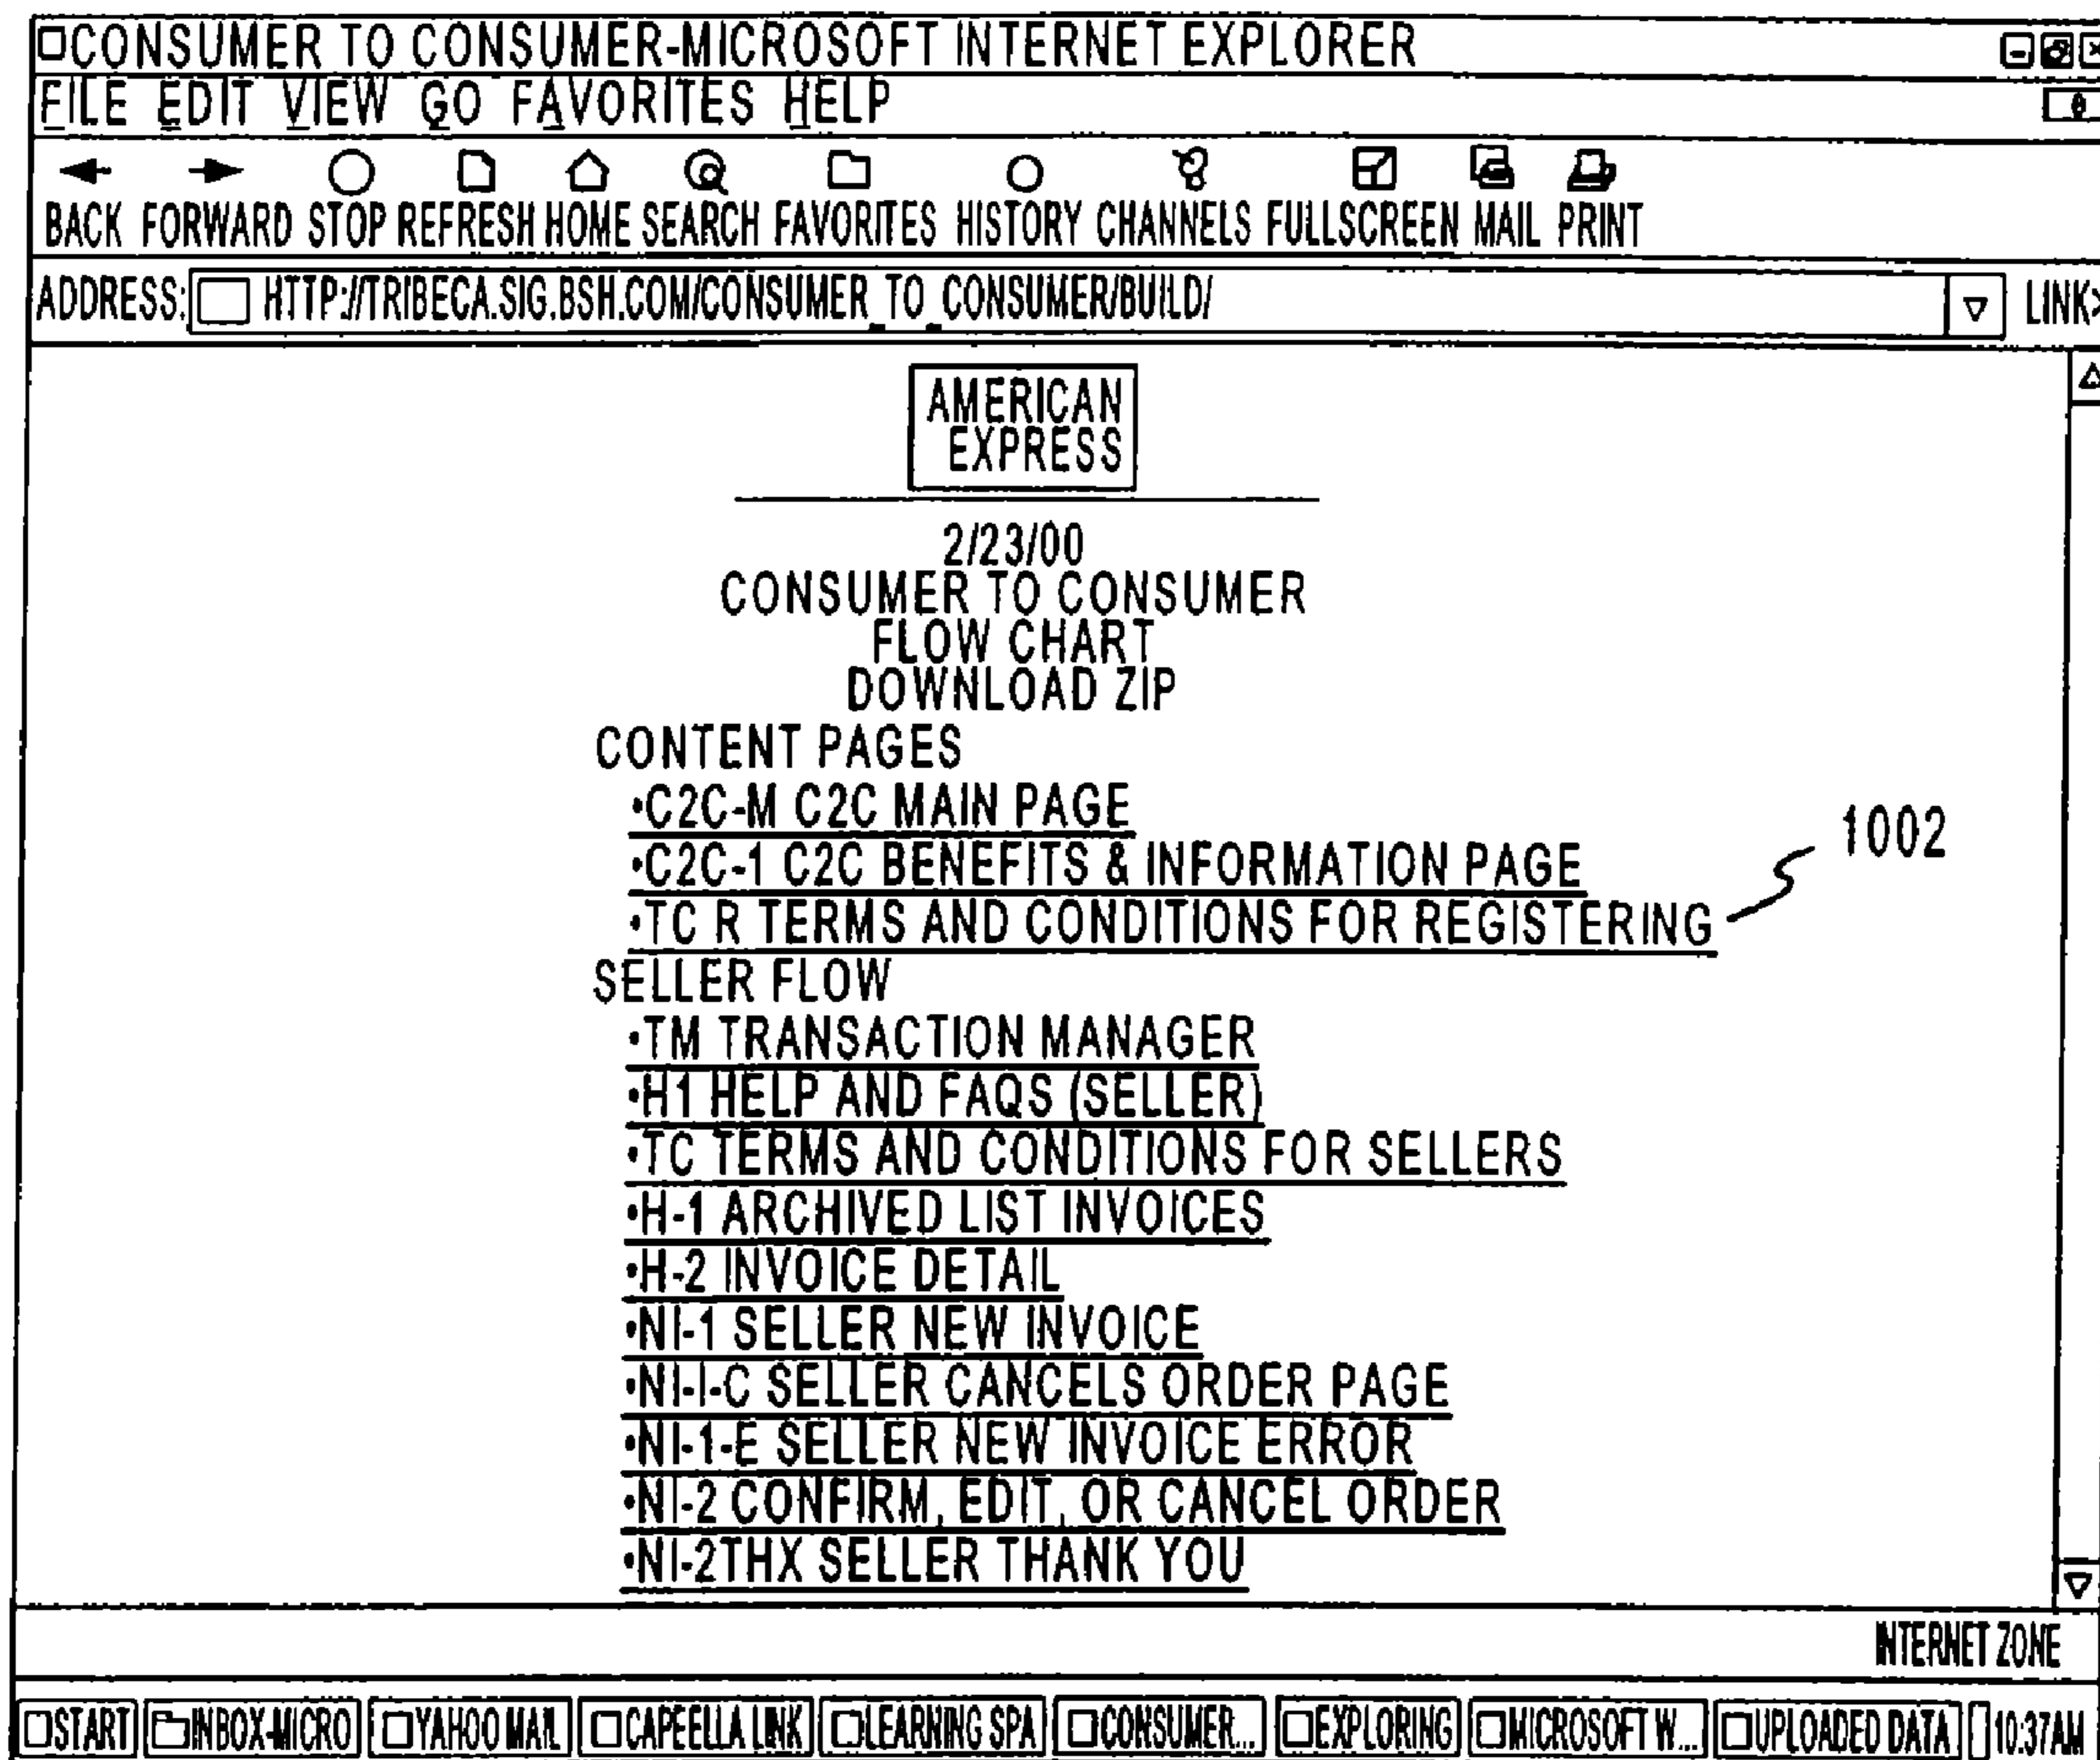 CONSUMER TO CONSUMER-MICROSOFT INTERNET EXPLORER
FILE EDIT VIEW GO FAVORITES HELP
BACK FORWARD STOP REFRESH HOME SEARCH FAVORITES HISTORY CHANNELS FULLSCREEN MAIL PRINT
ADDRESS: HTTP://TRIBECA.SIG.BSH.COM/CONSUMER_TO_CONSUMER/BUILD/ LINK>
AMERICAN
EXPRESS
2/23/00
CONSUMER TO CONSUMER
FLOW CHART
DOWNLOAD ZIP
CONTENT PAGES
•C2C-M C2C MAIN PAGE
•C2C-1 C2C BENEFITS & INFORMATION PAGE
1002
•TC R TERMS AND CONDITIONS FOR REGISTERING
SELLER FLOW
•TM TRANSACTION MANAGER
•H1 HELP AND FAQS (SELLER)
•TC TERMS AND CONDITIONS FOR SELLERS
•H-1 ARCHIVED LIST INVOICES
•H-2 INVOICE DETAIL
•NI-1 SELLER NEW INVOICE
•NI-I-C SELLER CANCELS ORDER PAGE
•NI-1-E SELLER NEW INVOICE ERROR
•NI-2 CONFIRM, EDIT, OR CANCEL ORDER
•NI-2THX SELLER THANK YOU
INTERNET ZONE
START INBOX-MICRO YAHOO MAIL CAPEELLA LINK LEARNING SPA CONSUMER... EXPLORING MICROSOFT W... UPLOADED DATA 10:37AM